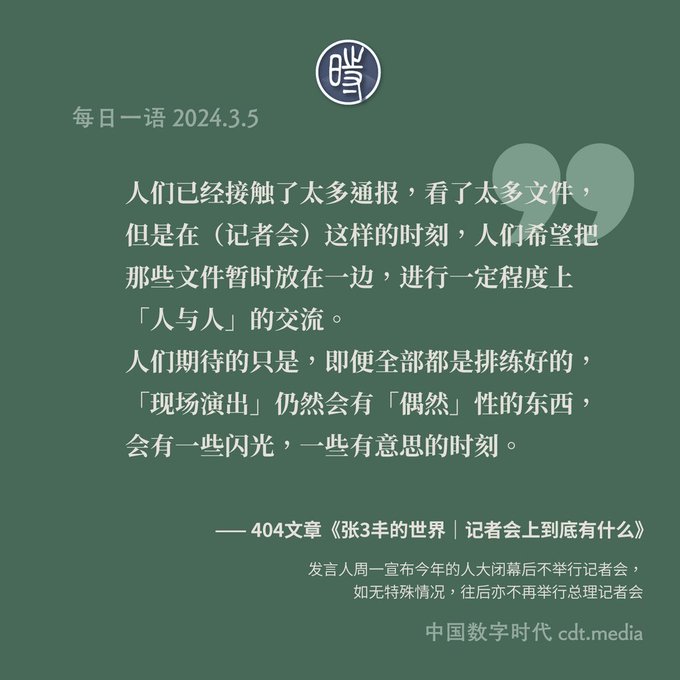 時
每日一语 2024.3.5
人们已经接触了太多通报，看了太多文件，
但是在（记者会）这样的时刻，人们希望把
那些文件暂时放在一边，进行一定程度上
「人与人」的交流。
人们期待的只是，即便全部都是排练好的，
「现场演出」仍然会有「偶然」性的东西，
会有一些闪光，一些有意思的时刻。
—— 404文章《张3丰的世界｜记者会上到底有什么》
发言人周一宣布今年的人大闭幕后不举行记者会，
如无特殊情况，往后亦不再举行总理记者会
中国数字时代 cdt.media